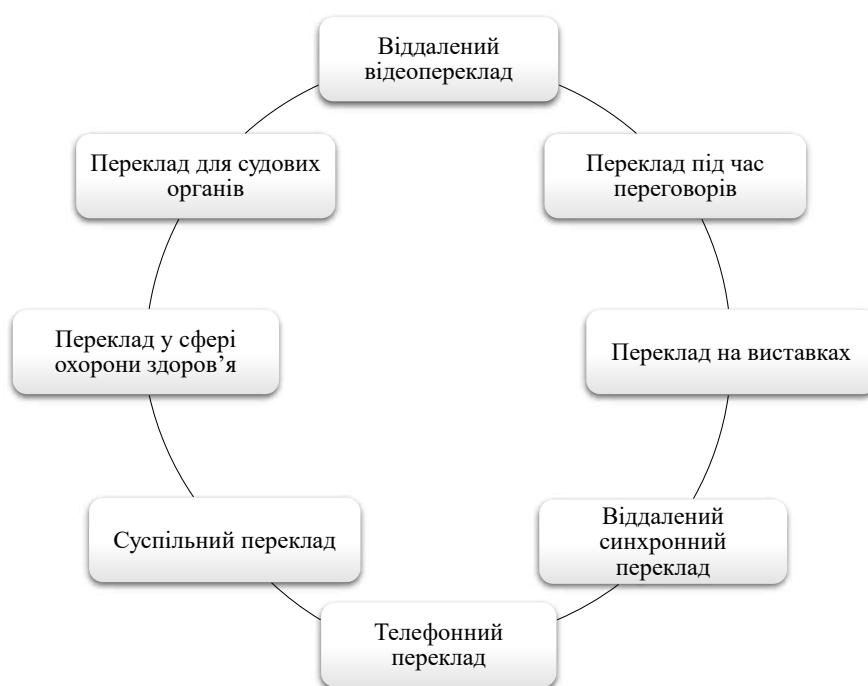 Віддалений
відеопереклад
Переклад під час
переговорів
Переклад на виставках
Віддалений
синхронний
переклад
Телефонний
переклад
Суспільний переклад
Переклад у сфері
охорони здоров’я
Переклад для судових
органів